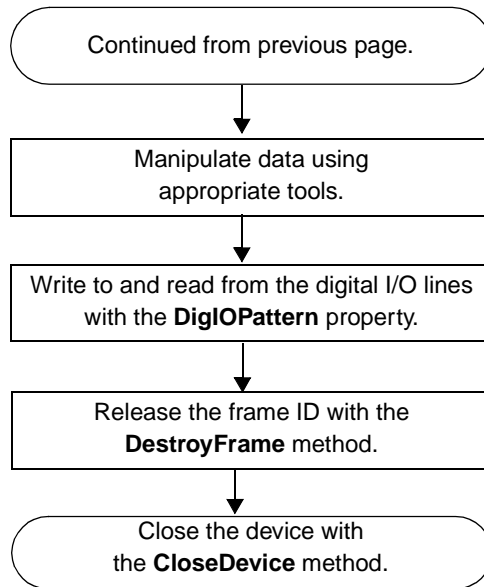 Continued from previous page.
Manipulate data using
appropriate tools.
Write to and read from the digital I/O lines
with the DigIOPattern property.
Release the frame ID with the
DestroyFrame method.
Close the device with
the CloseDevice method.